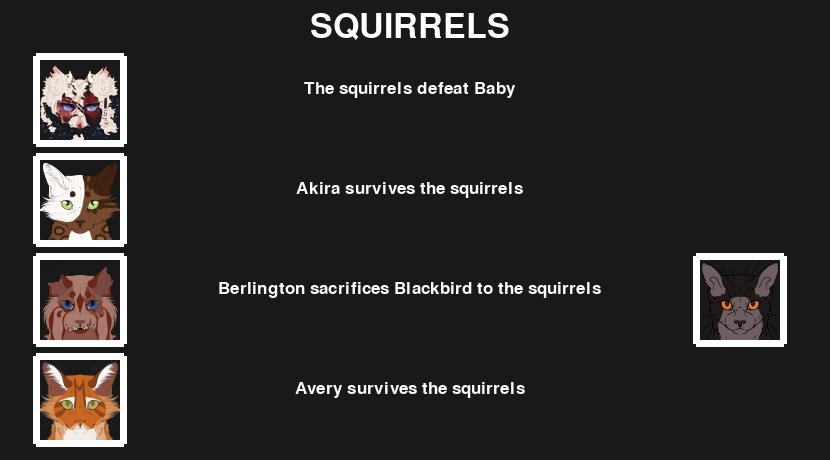 SQUIRRELS
The squirrels defeat Baby
Akira survives the squirrels
Berlington sacrifices Blackbird to the squirrels
Avery survives the squirrels